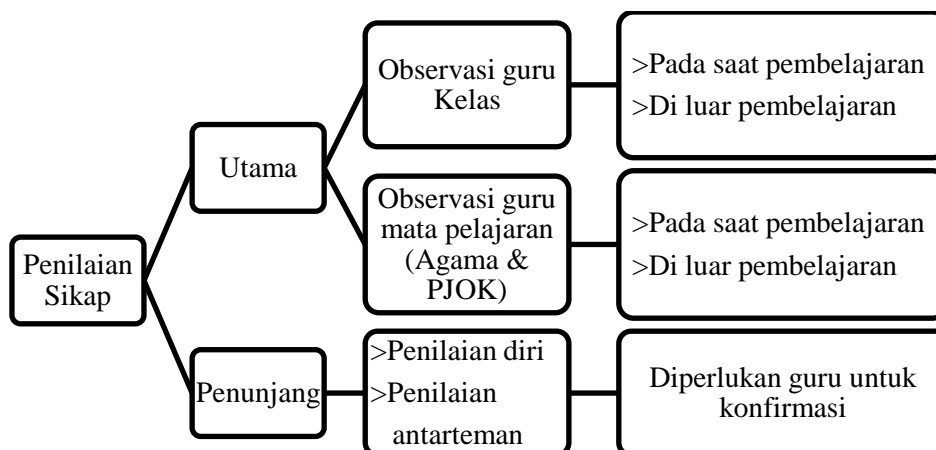 Penilaian
Sikap
Utama
Observasi guru
Kelas
>Pada saat pembelajaran
>Di luar pembelajaran
Observasi guru
mata pelajaran
(Agama &
PJOK)
>Pada saat pembelajaran
>Di luar pembelajaran
Penunjang
>Penilaian diri
>Penilaian
antarteman
Diperlukan guru untuk
konfirmasi